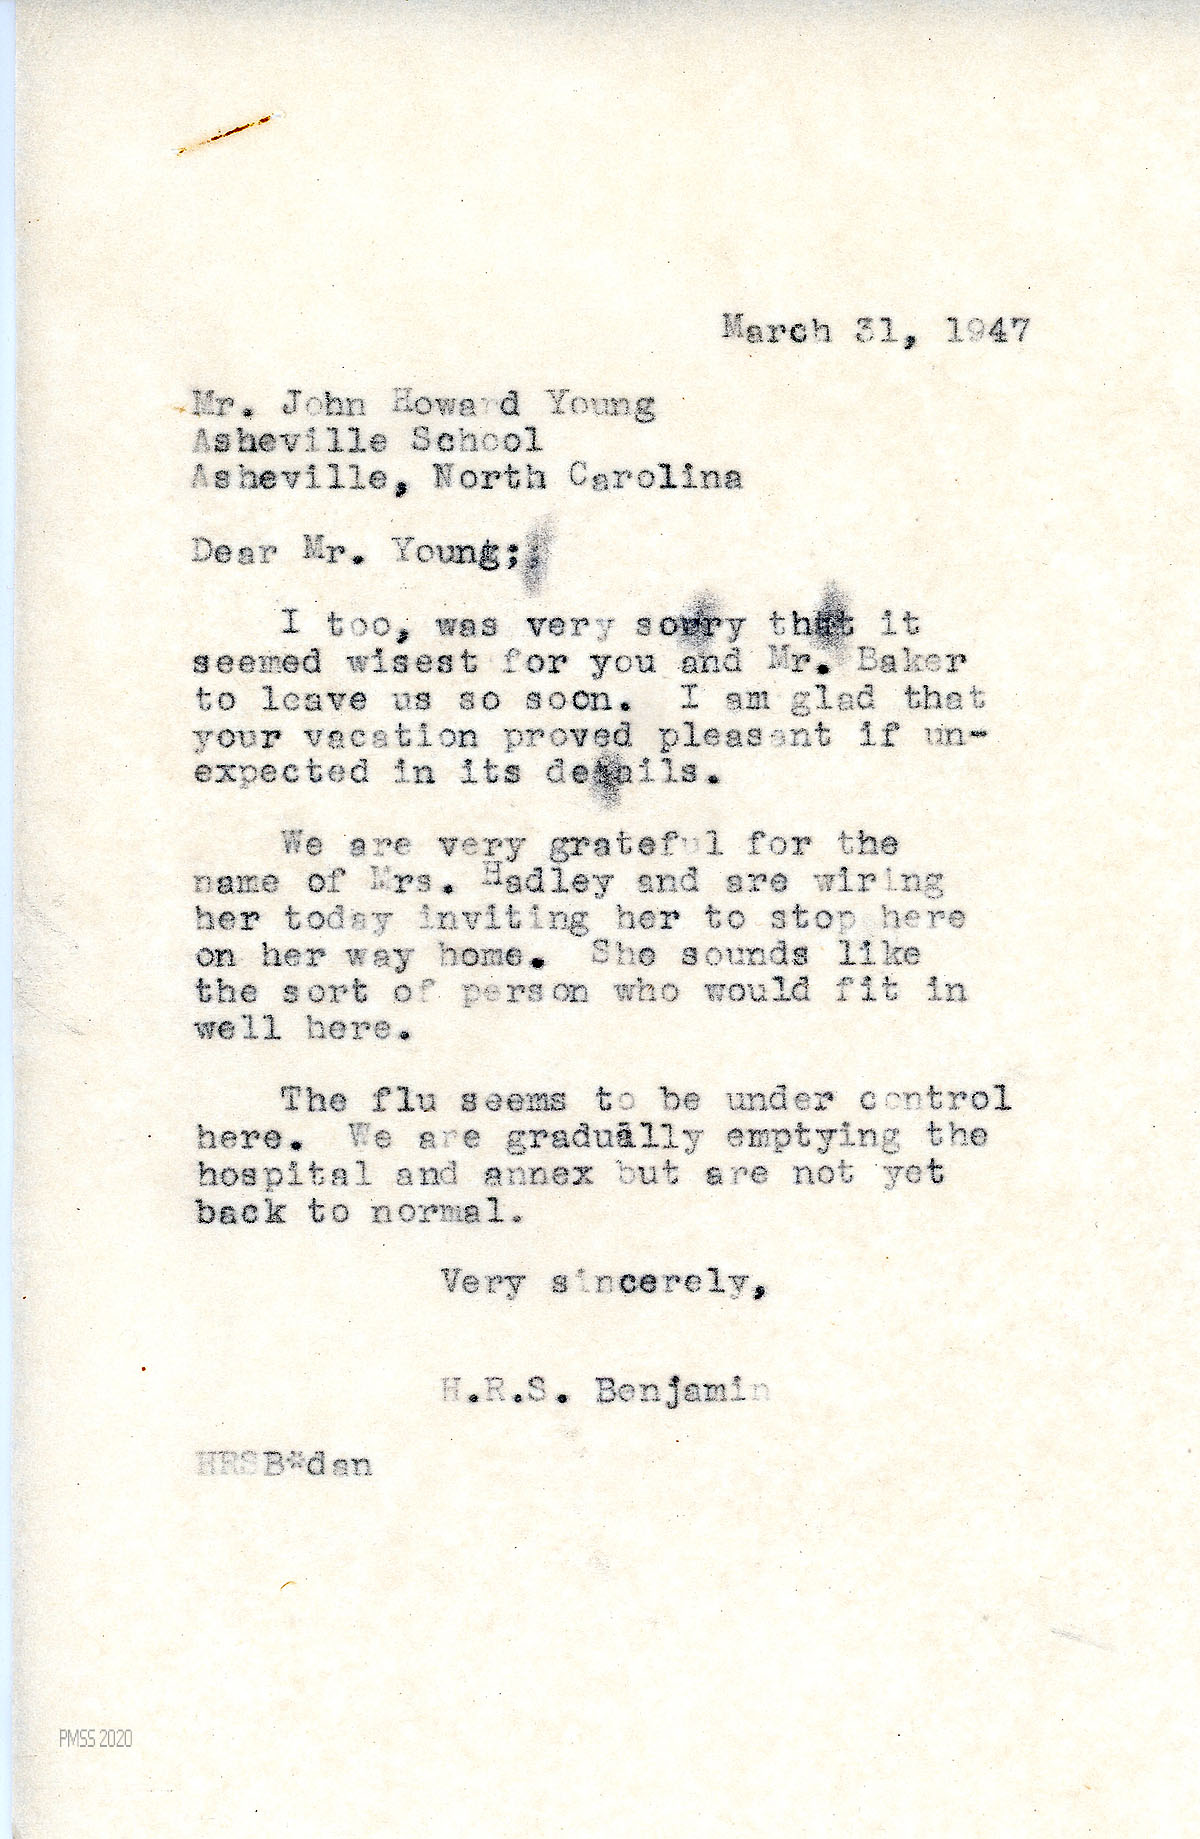 March 31, 1947
Mr. John Howard Young
Asheville School
Asheville, North Carolina
Dear Mr. Young;;
I too, was very sorry that it
seemed wisest for you and Mr. Baker
to leave us so soon. I am glad that
your vacation proved pleasant if un-
expected in its details.
We are very grateful for the
name of Mrs. Hadley and are wiring
her today inviting her to stop here
on her way home. She sounds like
the sort of person who would fit in
well here.
The flu seems to be under control
here. We are gradually emptying the
hospital and annex but are not yet
back to normal.
Very sincerely,
H.R.S. Benjamin
HRSB*dan
PMSS 2020